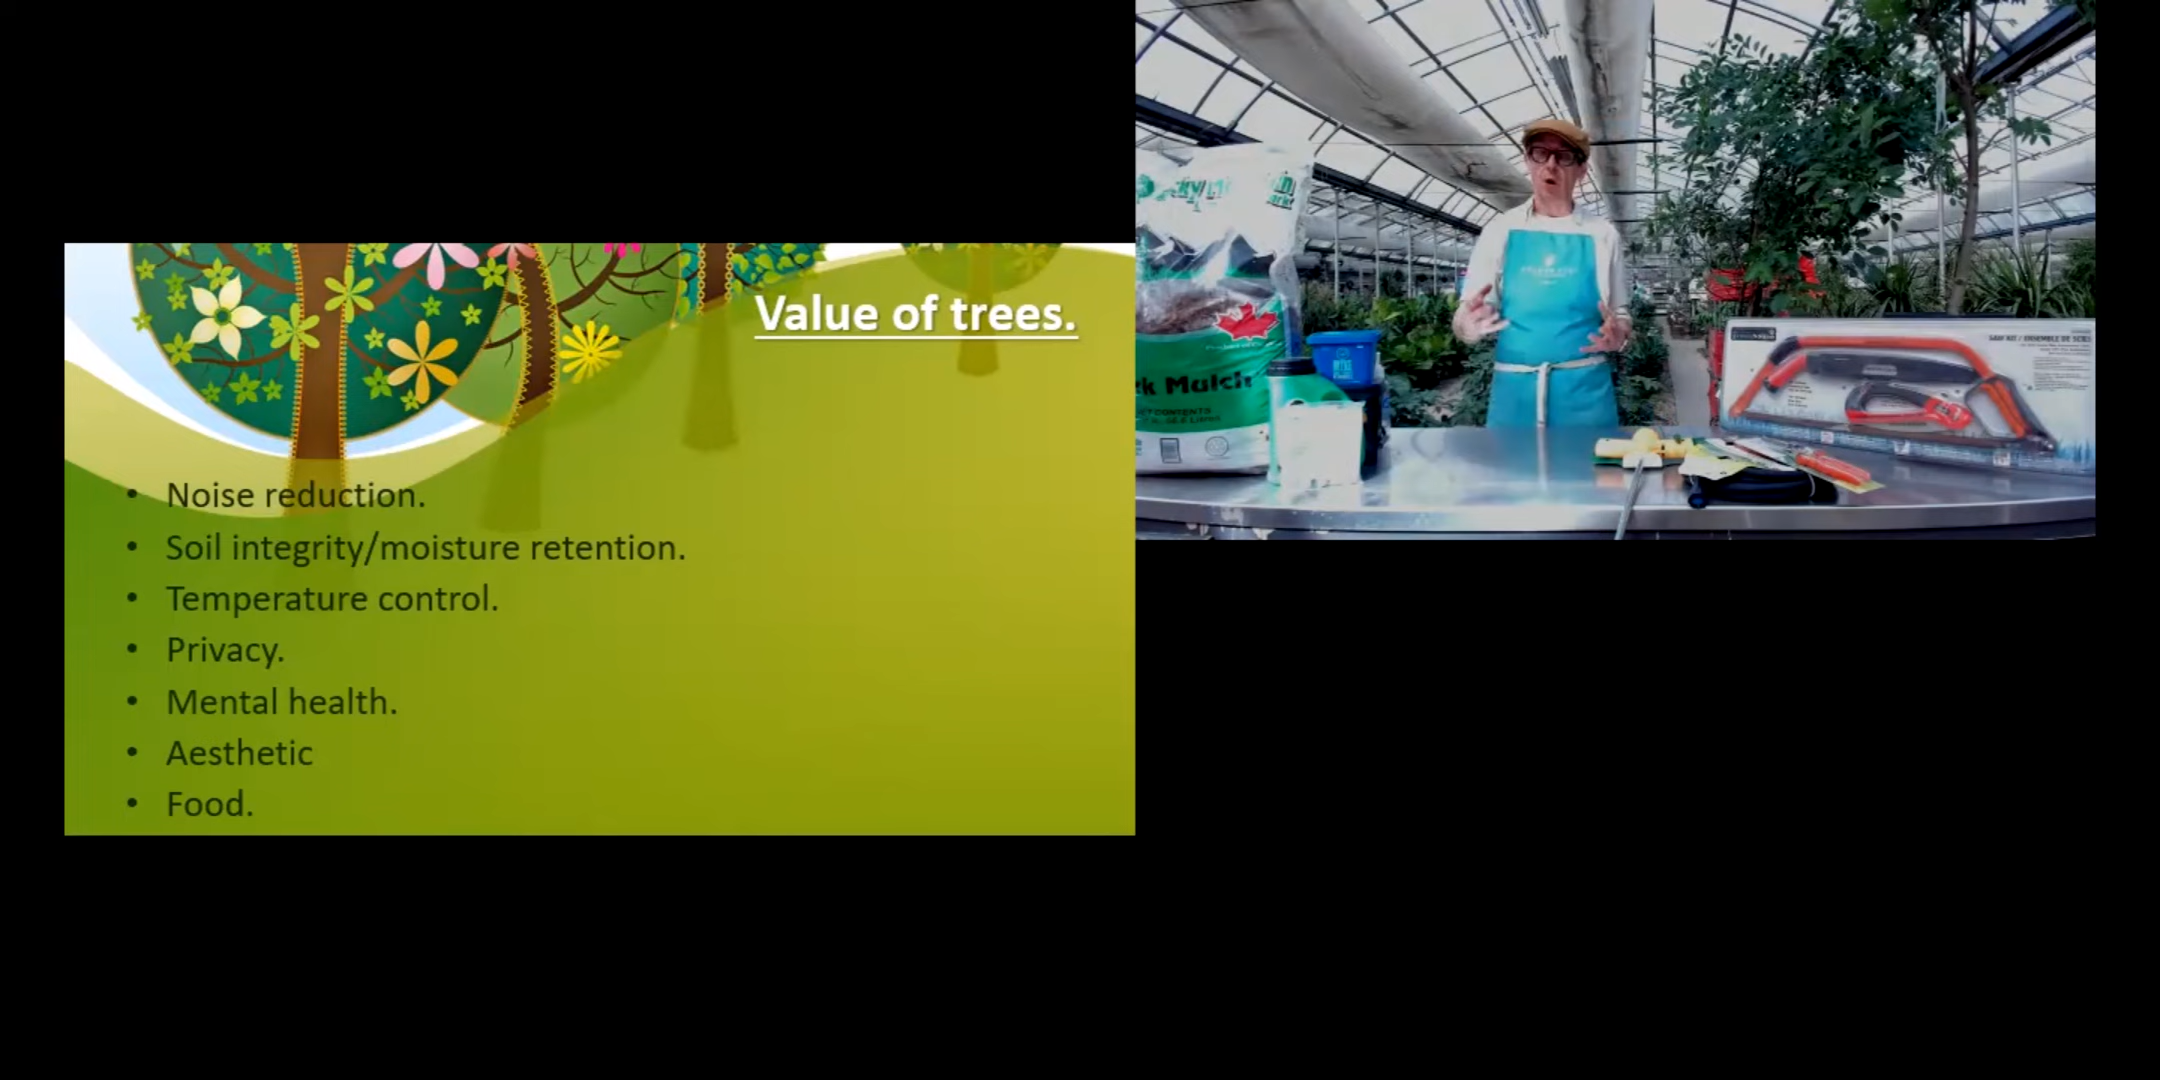 Value of trees.
• Noise reduction.
• Soil integrity/moisture retention.
• Temperature control.
• Privacy.
• Mental health.
• Aesthetic
• Food.
Mulch
SAW KIT / ENSEMBLE DE SCIES